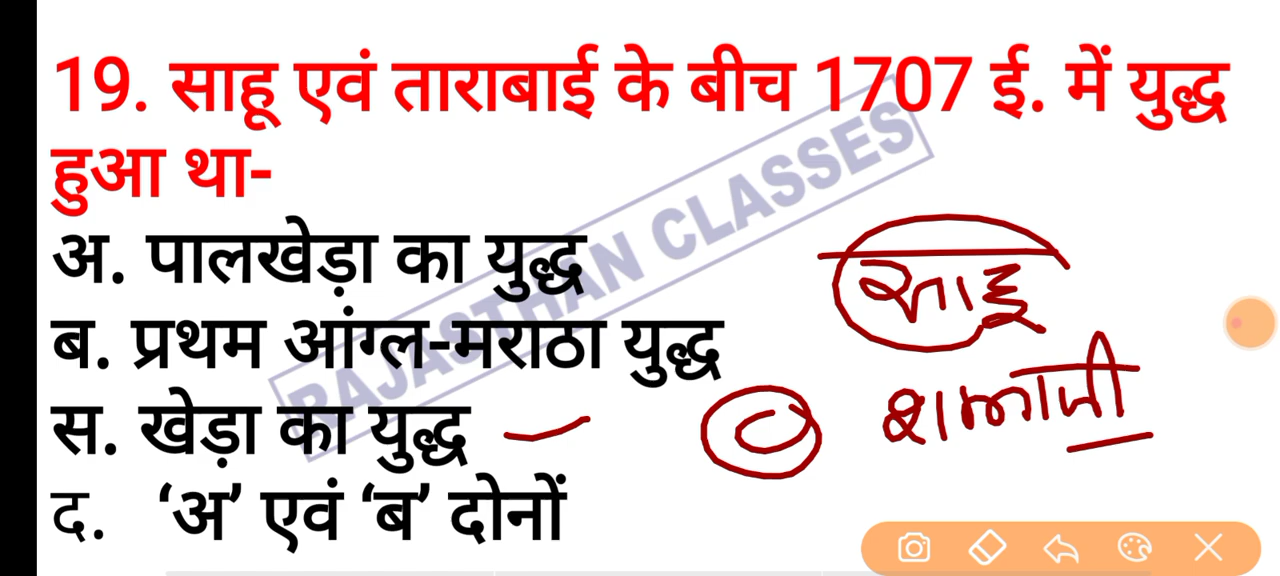 19. साहू एवं ताराबाई के बीच 1707 ई. में युद्ध
हुआ था-
अ. पालखेड़ा का युद्ध
ब. प्रथम आंग्ल-मराठा युद्ध
स. खेड़ा का युद्ध
द. ‘अ’ एवं ‘ब’ दोनों
RAJASTHAN CLASSES
साहू